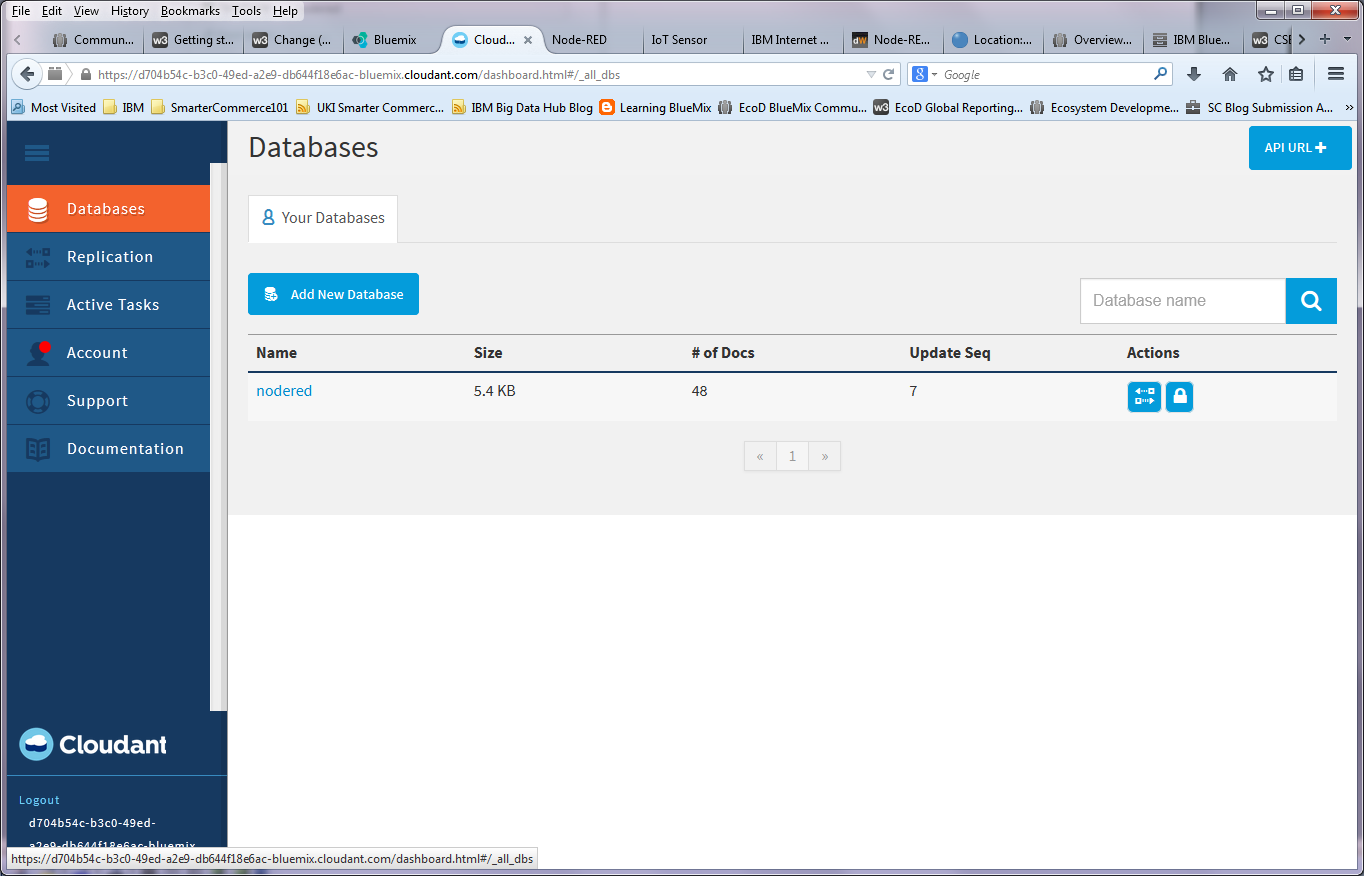 File Edit View History Bookmarks Tools Help
Commun... Getting st... Change (... Bluemix Cloud... Node-RED IoT Sensor IBM Internet ... Node-RE... Location:... Overview... IBM Blue...
https://d704b54c-b3c0-49ed-a2e9-db644f18e6ac-bluemix.cloudant.com/dashboard.html#/_all_dbs Google
Most Visited IBM SmarterCommerce101 UKI Smarter Commerc... IBM Big Data Hub Blog Learning BlueMix EcoD BlueMix Commu... EcoD Global Reporting... Ecosystem Developme... SC Blog Submission A...
Databases
API URL
Databases
Replication
Active Tasks
Account
Support
Documentation
Your Databases
Add New Database
Database name
Name Size # of Docs Update Seq Actions
nodered 5.4 KB 48 7
« 1 »
Cloudant
Logout
d704b54c-b3c0-49ed-
a2e9-db644f18e6ac-bluemix
https://d704b54c-b3c0-49ed-a2e9-db644f18e6ac-bluemix.cloudant.com/dashboard.html#/_all_dbs